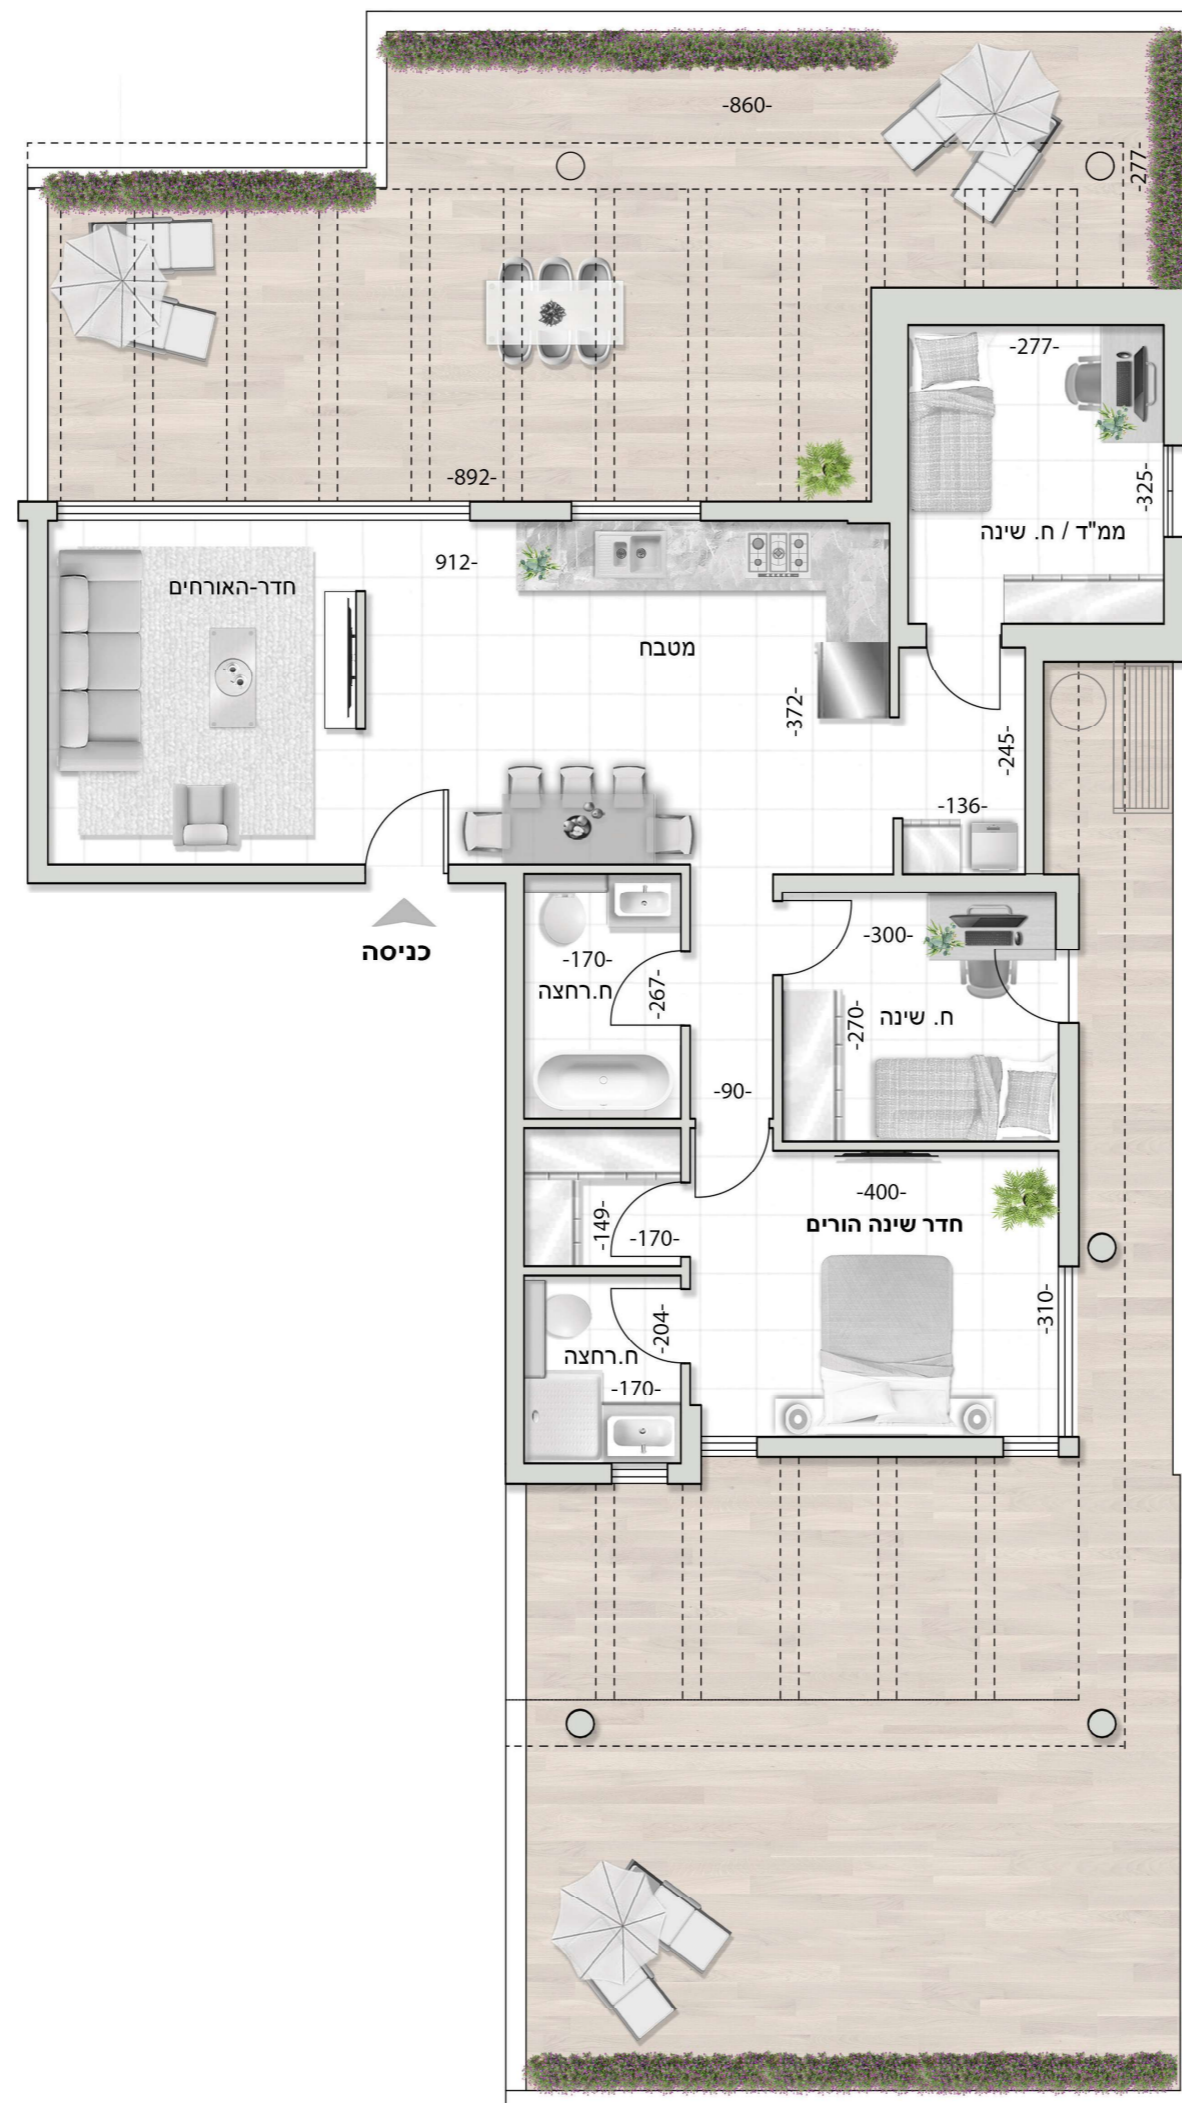 -860-
-277-
-892-
-277-
-325-
ממ"ד / ח. שינה
912-
חדר-האורחים
מטבח
-372-
-245-
-136-
כניסה
-170-
ח.רחצה
-267-
-300-
-270-
ח. שינה
-90-
-149-
-170-
-400-
חדר שינה הורים
-310-
-204-
ח.רחצה
-170-